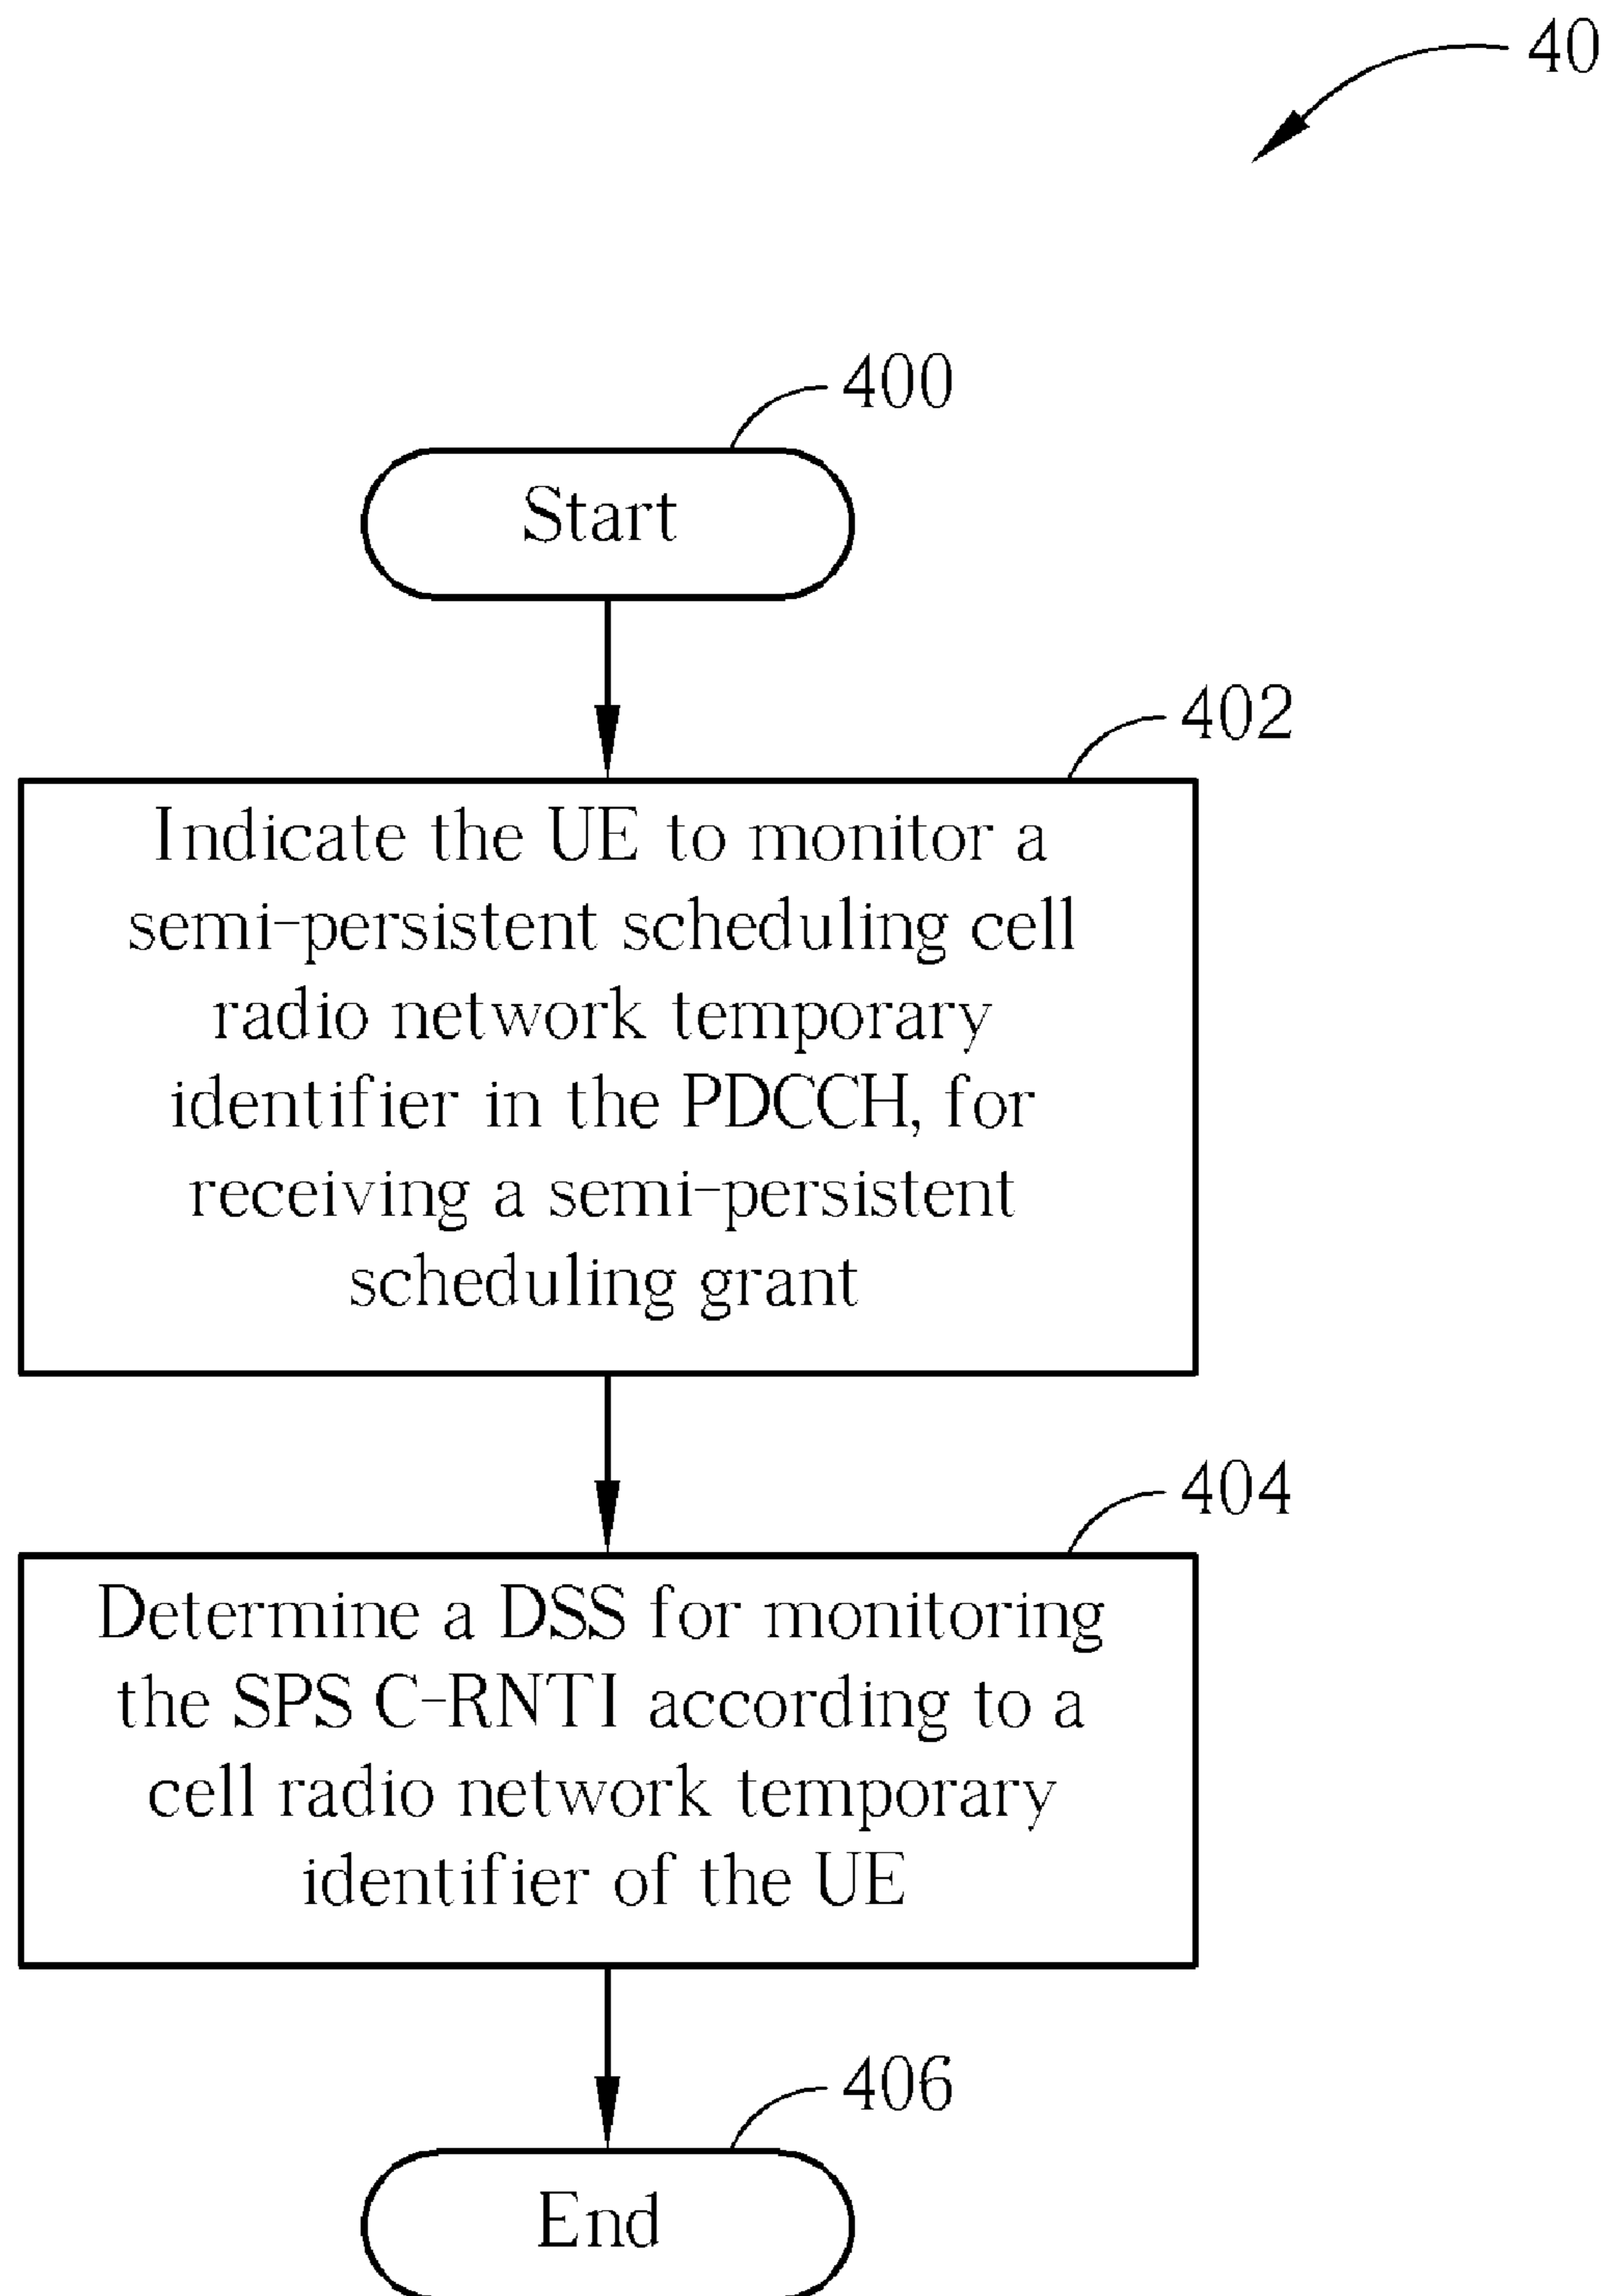 40
400
Start
402
Indicate the UE to monitor a
semi-persistent scheduling cell
radio network temporary
identifier in the PDCCH, for
receiving a semi-persistent
scheduling grant
404
Determine a DSS for monitoring
the SPS C-RNTI according to a
cell radio network temporary
identifier of the UE
406
End